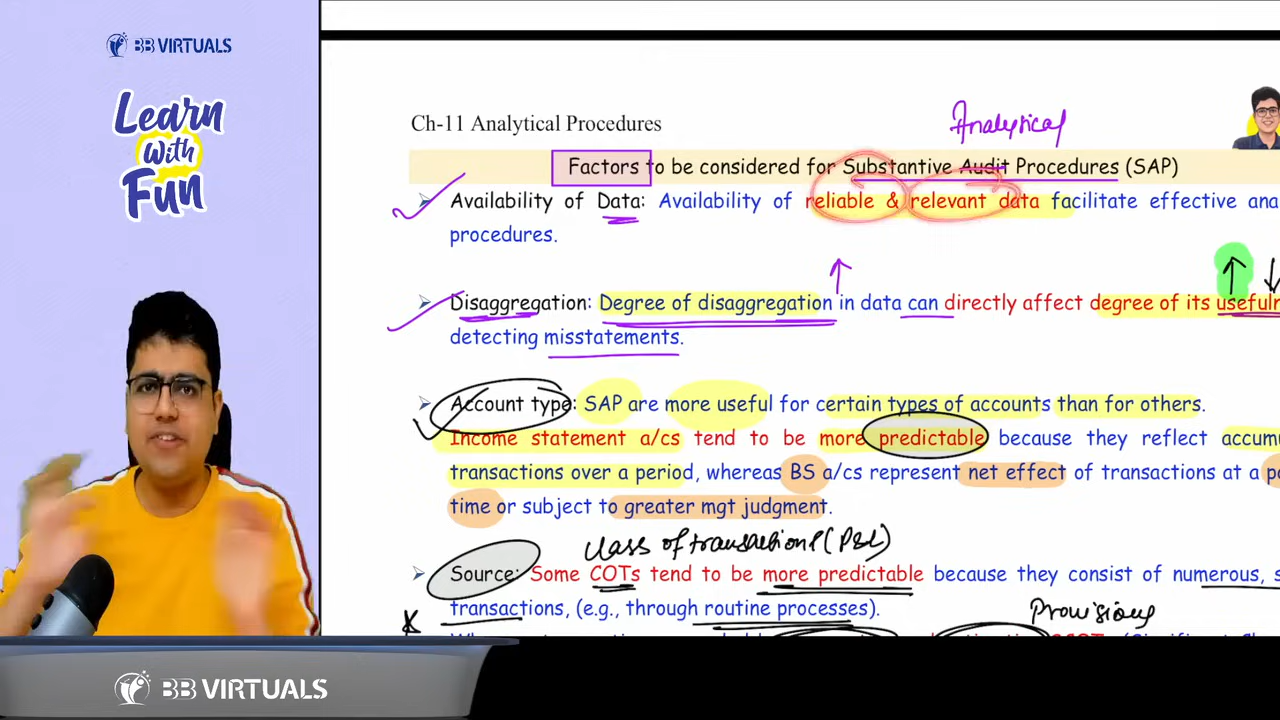 BB VIRTUALS
Learn
With
Fun
Ch-11 Analytical Procedures
Analytical
Factors to be considered for Substantive Audit Procedures (SAP)
Availability of Data: Availability of reliable & relevant data facilitate effective ana
procedures.
Disaggregation: Degree of disaggregation in data can directly affect degree of its usefuln
detecting misstatements.
Account type: SAP are more useful for certain types of accounts than for others.
Income statement a/cs tend to be more predictable because they reflect accum
transactions over a period, whereas BS a/cs represent net effect of transactions at a po
time or subject to greater mgt judgment.
class of transactions (P&L)
Source: Some COTs tend to be more predictable because they consist of numerous, s
transactions, (e.g., through routine processes).
Provisions
BB VIRTUALS